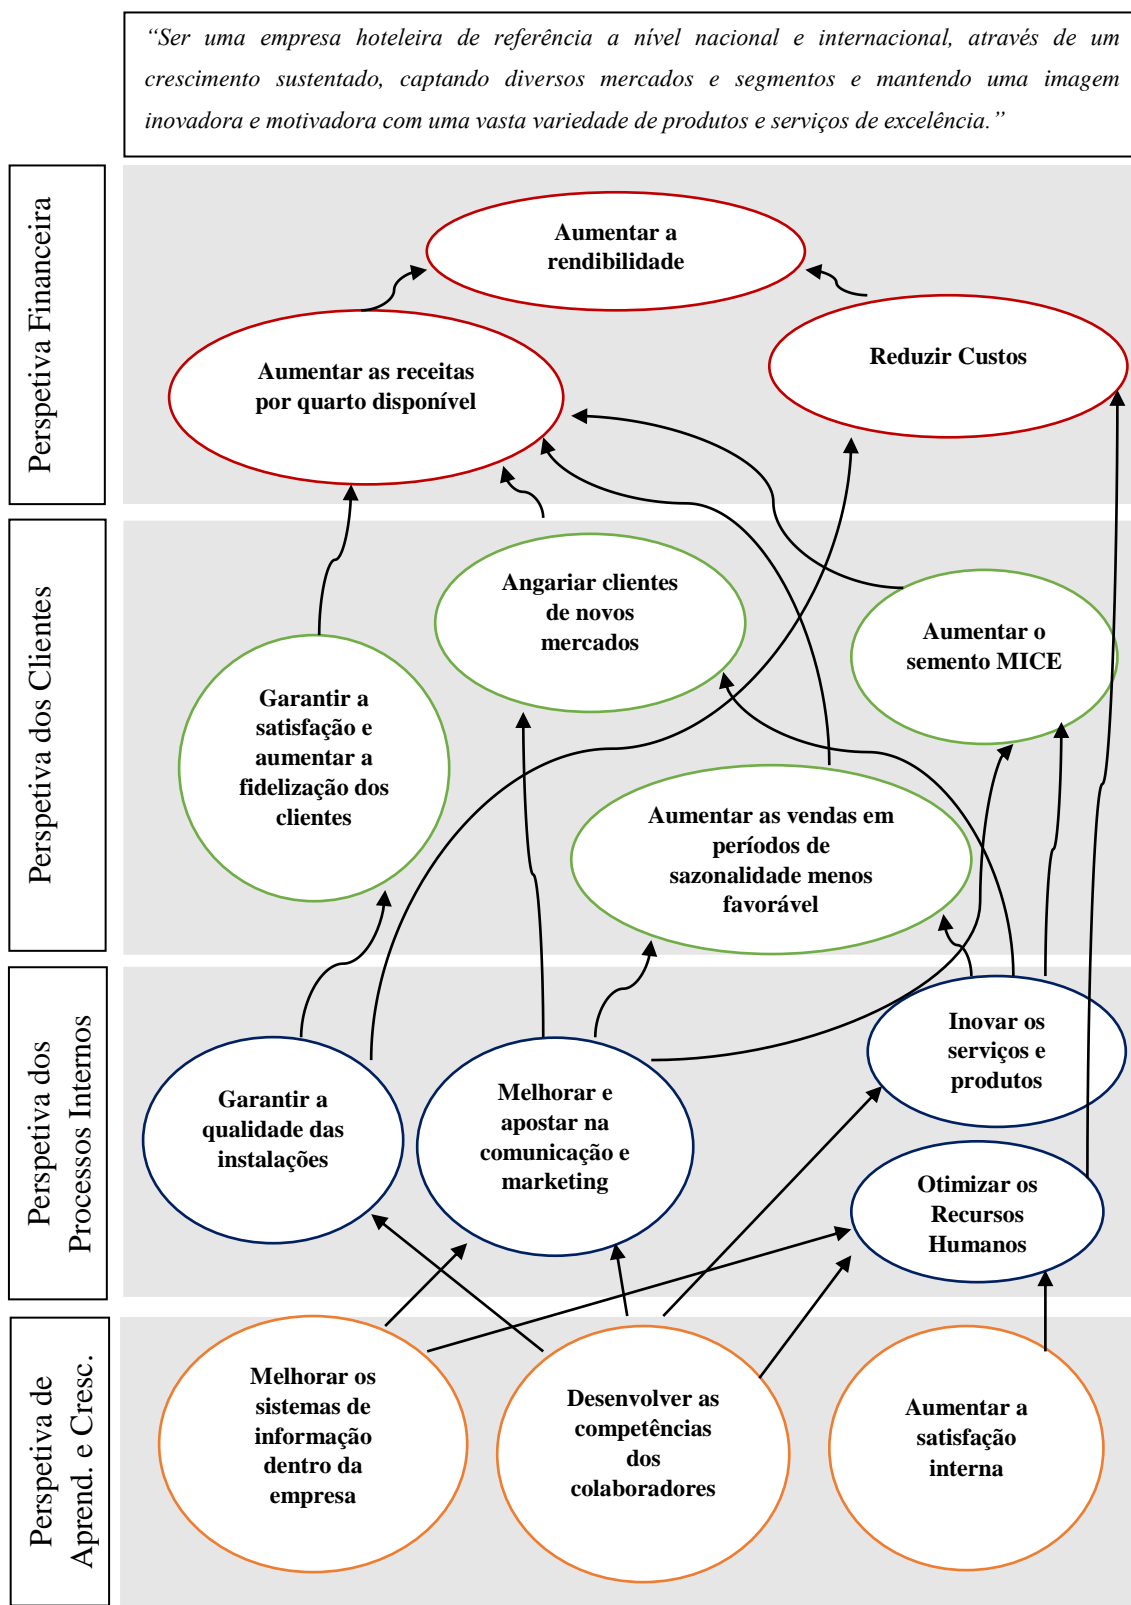 “Ser uma empresa hoteleira de referência a nível nacional e internacional, através de um
crescimento sustentado, captando diversos mercados e segmentos e mantendo uma imagem
inovadora e motivadora com uma vasta variedade de produtos e serviços de excelência.”
Perspetiva Financeira
Aumentar a
rendibilidade
Aumentar as receitas
por quarto disponível
Reduzir Custos
Perspetiva dos Clientes
Angariar clientes
de novos
mercados
Aumentar o
semento MICE
Garantir a
satisfação e
aumentar a
fidelização dos
clientes
Aumentar as vendas em
períodos de
sazonalidade menos
favorável
Perspetiva dos
Processos Internos
Inovar os
serviços e
produtos
Garantir a
qualidade das
instalações
Melhorar e
apostar na
comunicação e
marketing
Otimizar os
Recursos
Humanos
Perspetiva de
Aprend. e Cresc.
Melhorar os
sistemas de
informação
dentro da
empresa
Desenvolver as
competências
dos
colaboradores
Aumentar a
satisfação
interna